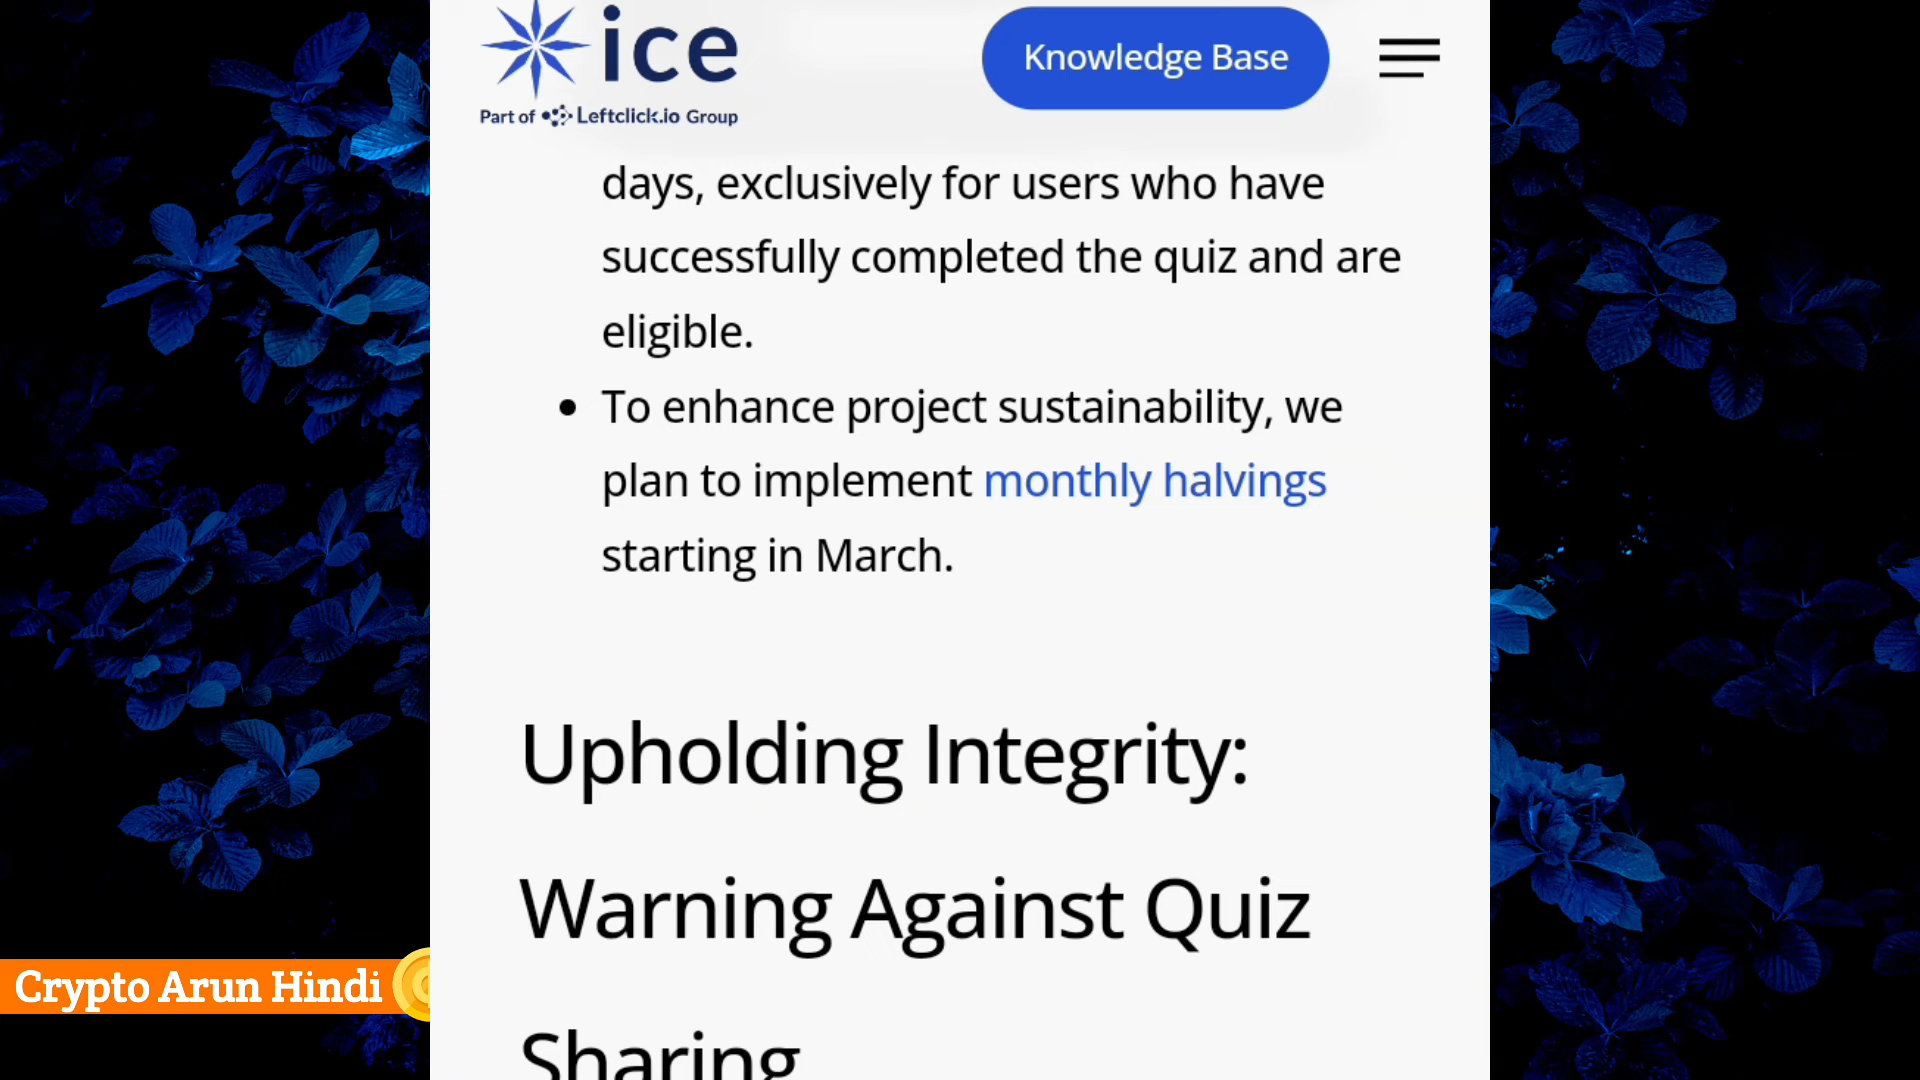 ice
Part of Leftclick.io Group
Knowledge Base
days, exclusively for users who have
successfully completed the quiz and are
eligible.
• To enhance project sustainability, we
plan to implement monthly halvings
starting in March.
Upholding Integrity:
Warning Against Quiz
Sharing
Crypto Arun Hindi